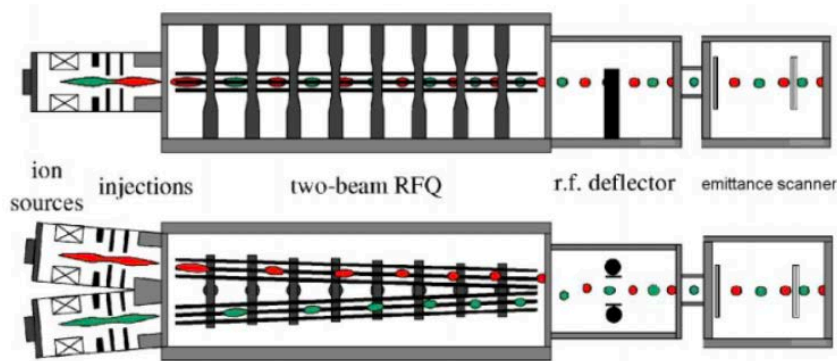 ion
sources
injections
two-beam RFQ
r.f. deflector
emittance scanner